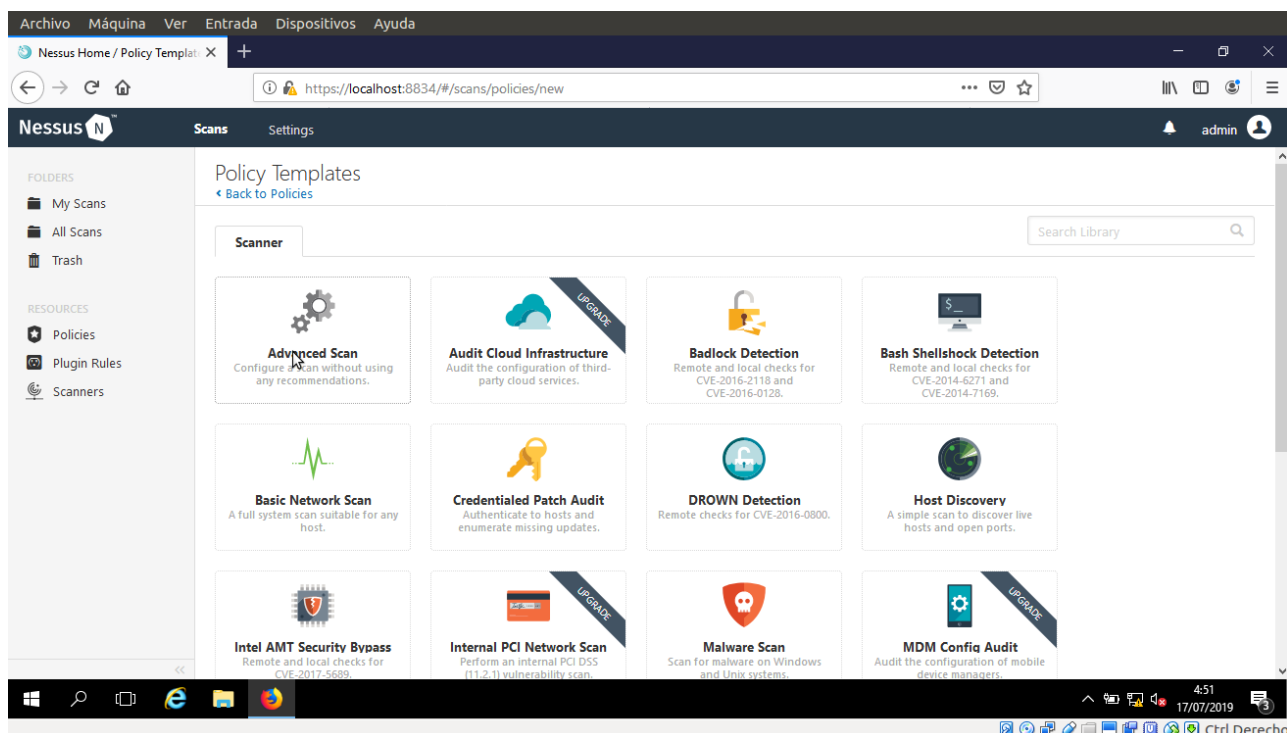 Archivo Máquina Ver Entrada Dispositivos Ayuda
Nessus Home / Policy Templat
https://localhost:8834/#/scans/policies/new
Nessus N Scans Settings admin
FOLDERS
My Scans
All Scans
Trash
RESOURCES
Policies
Plugin Rules
Scanners
Policy Templates
Back to Policies
Scanner
Search Library
Advanced Scan
Configure a scan without using
any recommendations.
UPGRADE
Audit Cloud Infrastructure
Audit the configuration of third-
party cloud services.
Badlock Detection
Remote and local checks for
CVE-2016-2118 and
CVE-2016-0128.
$_
Bash Shellshock Detection
Remote and local checks for
CVE-2014-6271 and
CVE-2014-7169.
Basic Network Scan
A full system scan suitable for any
host.
Credentialed Patch Audit
Authenticate to hosts and
enumerate missing updates.
DROWN Detection
Remote checks for CVE-2016-0800.
Host Discovery
A simple scan to discover live
hosts and open ports.
Intel AMT Security Bypass
Remote and local checks for
CVE-2017-5689.
UPGRADE
Internal PCI Network Scan
Perform an internal PCI DSS
(11.2.1) vulnerability scan.
Malware Scan
Scan for malware on Windows
and Unix systems.
UPGRADE
MDM Config Audit
Audit the configuration of mobile
device managers.
4:51
17/07/2019
3
Ctrl Derecho